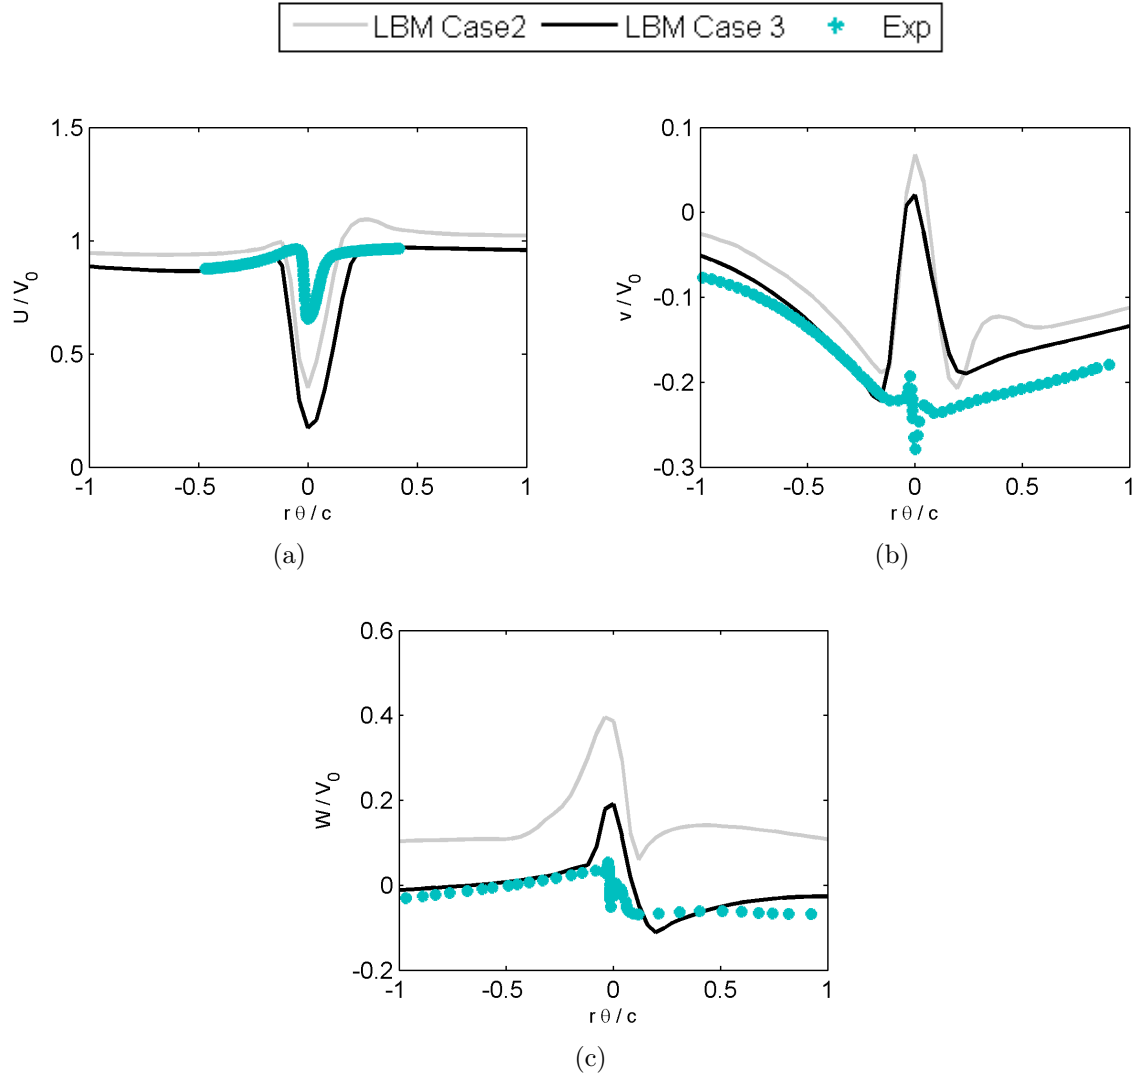 LBM Case2 LBM Case 3 Exp
1.5
1
0.5
0
-1 -0.5 0 0.5 1
U / V0
r θ / c
(a)
0.1
0
-0.1
-0.2
-0.3
-1 -0.5 0 0.5 1
v / V0
r θ / c
(b)
0.6
0.4
0.2
0
-0.2
-1 -0.5 0 0.5 1
W / V0
r θ / c
(c)